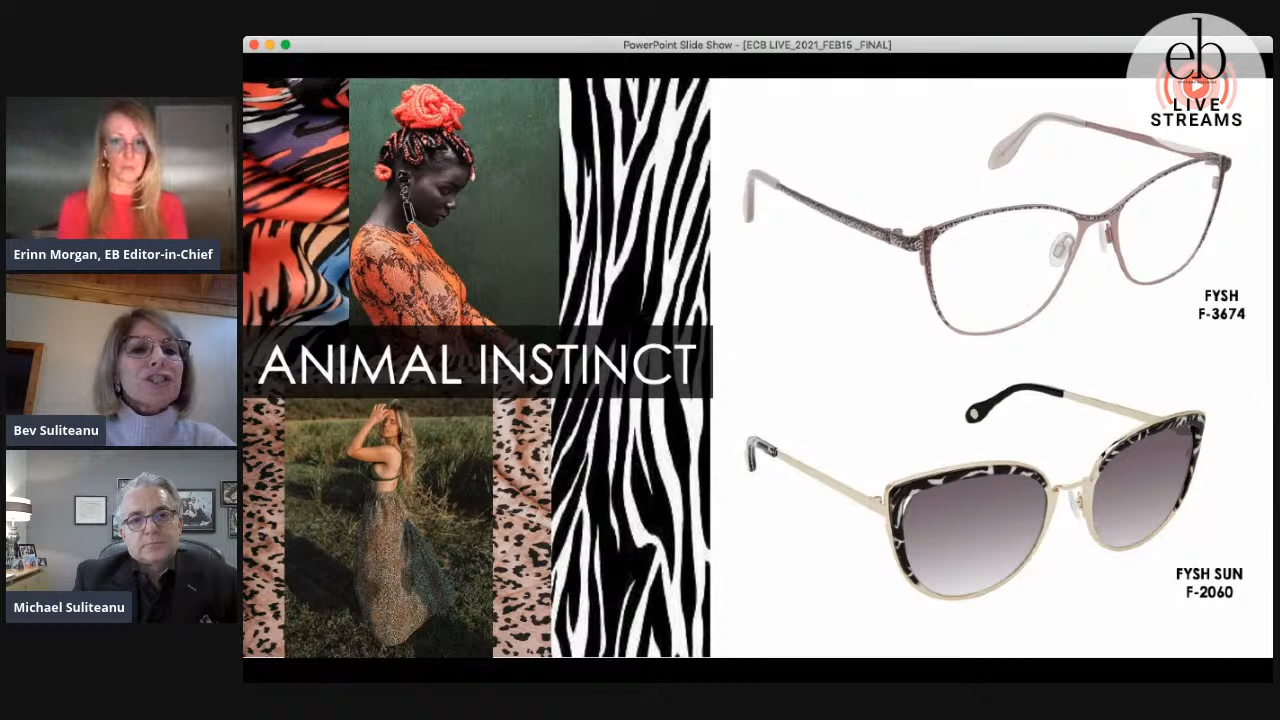 PowerPoint Slide Show - [ECB LIVE_2021_FEB15 _FINAL]
eb
LIVE
STREAMS
Erinn Morgan, EB Editor-in-Chief
Bev Suliteanu
Michael Suliteanu
ANIMAL INSTINCT
FYSH
F-3674
FYSH SUN
F-2060